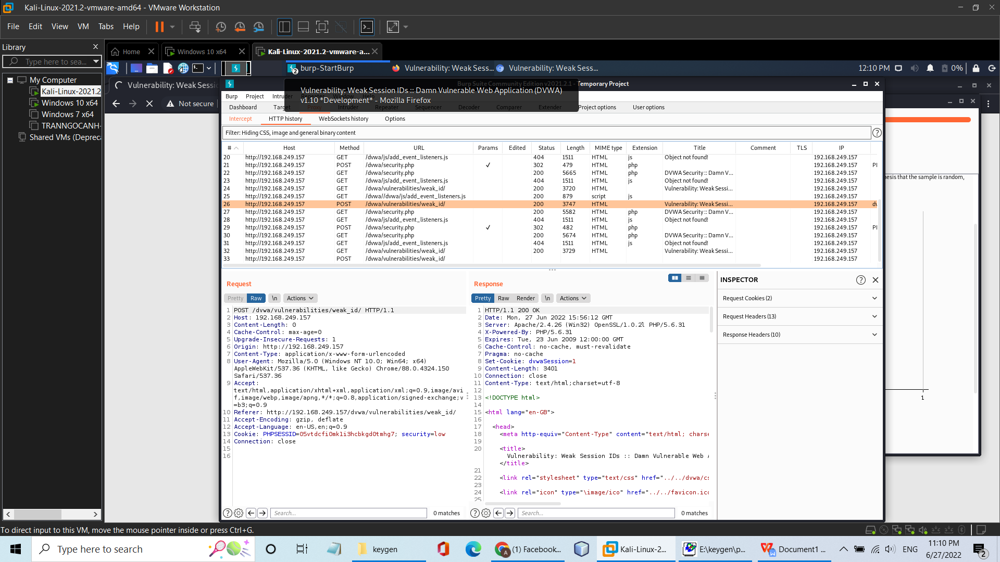 Kali-Linux-2021.2-vmware-amd64 - VMware Workstation
File Edit View VM Tabs Help
Library
Type here to sea...
My Computer
Kali-Linux-2021.2
Windows 10 x64
Windows 7 x64
TRANNGOCANH-
Shared VMs (Depreca
Home
Windows 10 x64
Kali-Linux-2021.2-vmware-a...
2 burp-StartBurp
Vulnerability: Weak Sess...
Vulnerability: Weak Sess...
12:10 PM
0%
Vulnerability: Weak Sessi
Not secure
Burp Suite Community Edition v2021.2.1 - Temporary Project
Burp Project Intruder Repeater Window Help
Vulnerability: Weak Session IDs :: Damn Vulnerable Web Application (DVWA)
v1.10 *Development* - Mozilla Firefox
Dashboard Target Proxy Intruder Repeater Sequencer Decoder Comparer Extender Project options User options
Intercept HTTP history WebSockets history Options
Filter: Hiding CSS, image and general binary content
# Host Method URL Params Edited Status Length MIME type Extension Title Comment TLS IP
20 http://192.168.249.157 GET /dvwa/js/add_event_listeners.js 404 1511 HTML js Object not found! 192.168.249.157
21 http://192.168.249.157 POST /dvwa/security.php ✓ 302 479 HTML php 192.168.249.157 PI
22 http://192.168.249.157 GET /dvwa/security.php 200 5665 HTML php DVWA Security :: Damn V... 192.168.249.157
23 http://192.168.249.157 GET /dvwa/js/add_event_listeners.js 404 1511 HTML js Object not found! 192.168.249.157
24 http://192.168.249.157 GET /dvwa/vulnerabilities/weak_id/ 200 3720 HTML Vulnerability: Weak Sessi... 192.168.249.157
25 http://192.168.249.157 GET /dvwa//dvwa/js/add_event_listeners.js 200 879 script js 192.168.249.157
26 http://192.168.249.157 POST /dvwa/vulnerabilities/weak_id/ 200 3747 HTML Vulnerability: Weak Sessi... 192.168.249.157 dv
27 http://192.168.249.157 GET /dvwa/security.php 200 5582 HTML php DVWA Security :: Damn V... 192.168.249.157
28 http://192.168.249.157 GET /dvwa/js/add_event_listeners.js 404 1511 HTML js Object not found! 192.168.249.157
29 http://192.168.249.157 POST /dvwa/security.php ✓ 302 482 HTML php 192.168.249.157 PI
30 http://192.168.249.157 GET /dvwa/security.php 200 5674 HTML php DVWA Security :: Damn V... 192.168.249.157
31 http://192.168.249.157 GET /dvwa/js/add_event_listeners.js 404 1511 HTML js Object not found! 192.168.249.157
32 http://192.168.249.157 GET /dvwa/vulnerabilities/weak_id/ 200 3729 HTML Vulnerability: Weak Sessi... 192.168.249.157
33 http://192.168.249.157 POST /dvwa/vulnerabilities/weak_id/ 192.168.249.157
nesis that the sample is random,
1
Request
Pretty Raw \n Actions
1 POST /dvwa/vulnerabilities/weak_id/ HTTP/1.1
2 Host: 192.168.249.157
3 Content-Length: 0
4 Cache-Control: max-age=0
5 Upgrade-Insecure-Requests: 1
6 Origin: http://192.168.249.157
7 Content-Type: application/x-www-form-urlencoded
8 User-Agent: Mozilla/5.0 (Windows NT 10.0; Win64; x64)
AppleWebKit/537.36 (KHTML, like Gecko) Chrome/88.0.4324.150
Safari/537.36
9 Accept:
text/html,application/xhtml+xml,application/xml;q=0.9,image/avi
f,image/webp,image/apng,*/*;q=0.8,application/signed-exchange;v
=b3;q=0.9
10 Referer: http://192.168.249.157/dvwa/vulnerabilities/weak_id/
11 Accept-Encoding: gzip, deflate
12 Accept-Language: en-US,en;q=0.9
13 Cookie: PHPSESSID=05vtdcfi0mk1i3hcbkgd0tmhg7; security=low
14 Connection: close
15
16
Search... 0 matches
Response
Pretty Raw Render \n Actions
1 HTTP/1.1 200 OK
2 Date: Mon, 27 Jun 2022 15:56:12 GMT
3 Server: Apache/2.4.26 (Win32) OpenSSL/1.0.2l PHP/5.6.31
4 X-Powered-By: PHP/5.6.31
5 Expires: Tue, 23 Jun 2009 12:00:00 GMT
6 Cache-Control: no-cache, must-revalidate
7 Pragma: no-cache
8 Set-Cookie: dvwaSession=1
9 Content-Length: 3401
10 Connection: close
11 Content-Type: text/html;charset=utf-8
12
13 <!DOCTYPE html>
14
15 <html lang="en-GB">
16
17 <head>
18 <meta http-equiv="Content-Type" content="text/html; charse
19
20 <title>
Vulnerability: Weak Session IDs :: Damn Vulnerable Web A
</title>
21
22 <link rel="stylesheet" type="text/css" href="../../dvwa/cs
23
24 <link rel="icon" type="\image/ico" href="../../favicon.ico
25
Search... 0 matches
INSPECTOR
Request Cookies (2)
Request Headers (13)
Response Headers (10)
To direct input to this VM, move the mouse pointer inside or press Ctrl+G.
Type here to search
keygen
(1) Facebook...
Kali-Linux-2...
E:\keygen\p...
Document1 ...
ENG
11:10 PM
6/27/2022
2